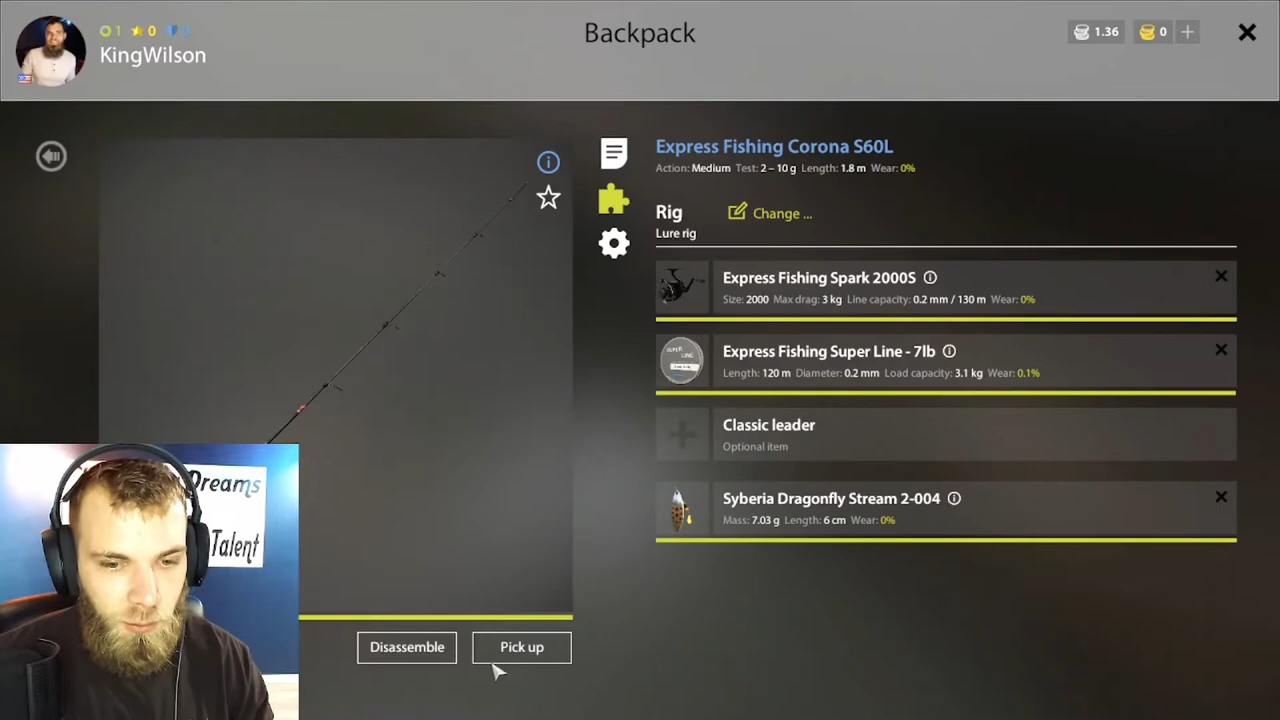 1 0
KingWilson
Backpack
1.36
0
Express Fishing Corona S60L
Action: Medium Test: 2 – 10 g Length: 1.8 m Wear: 0%
Rig
Change ...
Lure rig
Express Fishing Spark 2000S
Size: 2000 Max drag: 3 kg Line capacity: 0.2 mm / 130 m Wear: 0%
SUPER LINE
Express Fishing Super Line - 7lb
Length: 120 m Diameter: 0.2 mm Load capacity: 3.1 kg Wear: 0.1%
Classic leader
Optional item
Syberia Dragonfly Stream 2-004
Mass: 7.03 g Length: 6 cm Wear: 0%
Dreams
Talent
Disassemble
Pick up